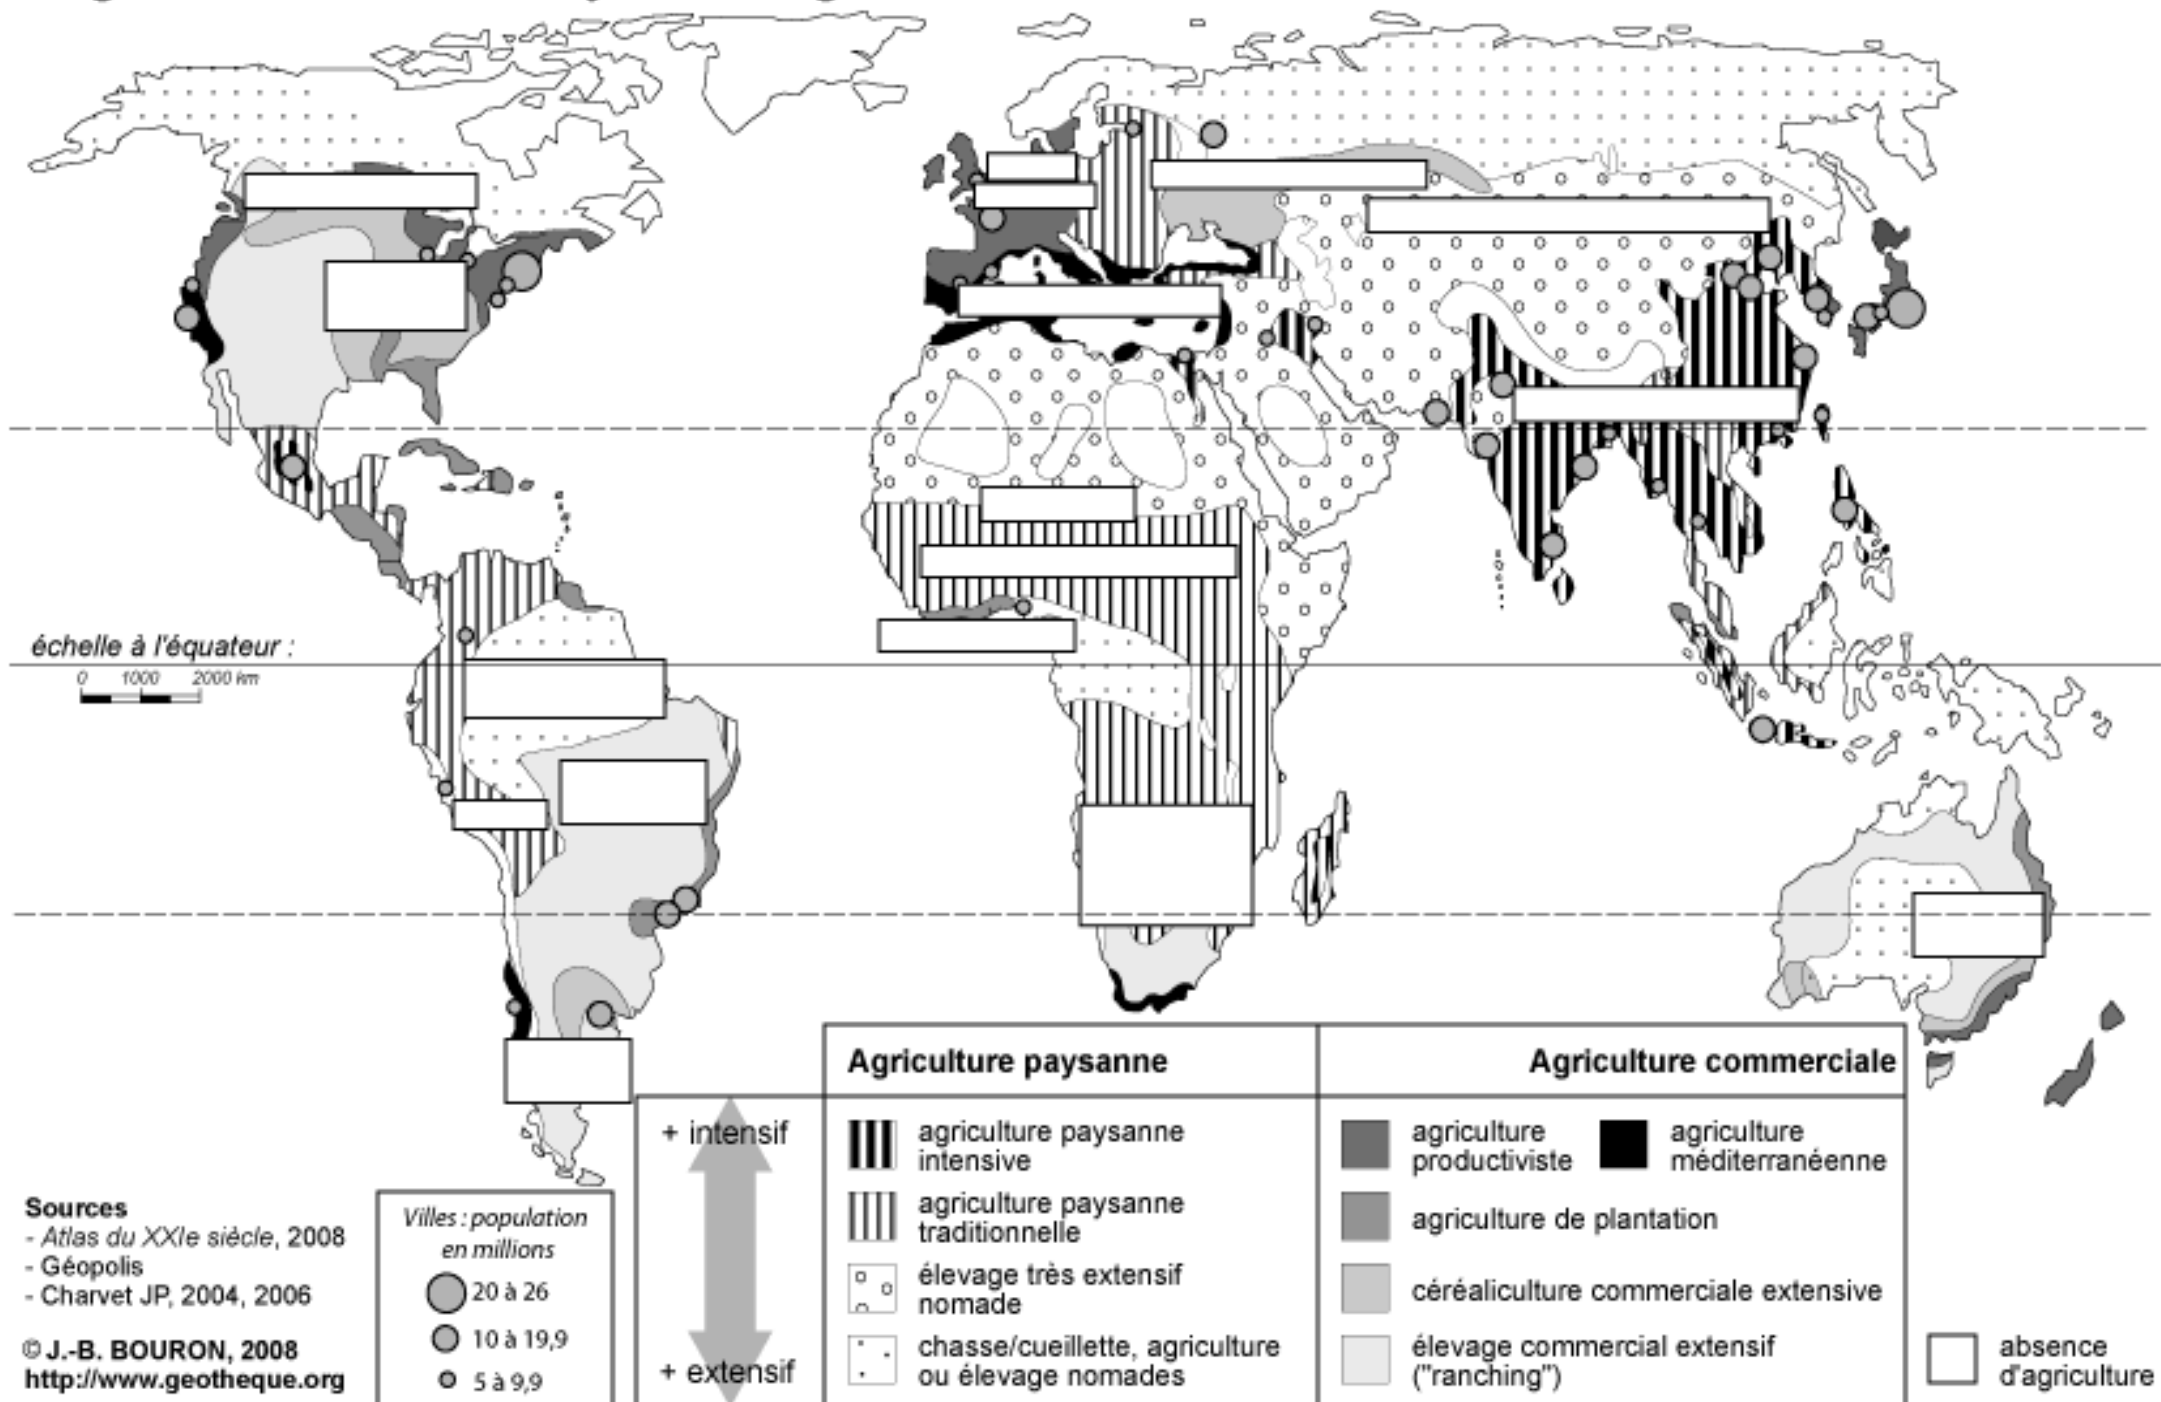 échelle à l'équateur :
0 1000 2000 km
Agriculture paysanne
Agriculture commerciale
+ intensif
+ extensif
agriculture paysanne
intensive
agriculture paysanne
traditionnelle
élevage très extensif
nomade
chasse/cueillette, agriculture
ou élevage nomades
agriculture
productiviste
agriculture
méditerranéenne
agriculture de plantation
céréaliculture commerciale extensive
élevage commercial extensif
("ranching")
absence
d'agriculture
Villes : population
en millions
20 à 26
10 à 19,9
5 à 9,9
Sources
- Atlas du XXIe siècle, 2008
- Géopolis
- Charvet JP, 2004, 2006
© J.-B. BOURON, 2008
http://www.geotheque.org